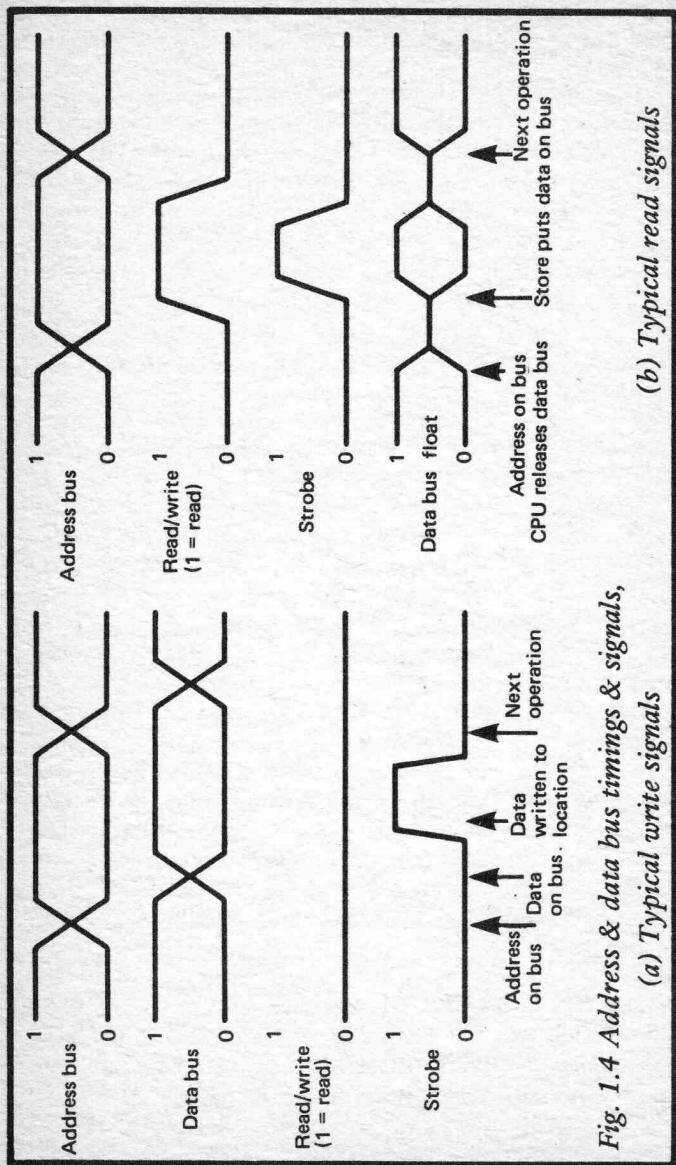 Address bus
1
0
Data bus
1
0
Read/write
(1 = read)
1
0
Strobe
1
0
Address
on bus
Data
on bus.
Data
written to
location
Next
operation
Address bus
1
0
Read/write
(1 = read)
1
0
Strobe
1
0
Data bus float
1
0
Address on bus
CPU releases data bus
Store puts data on bus
Next operation
Fig. 1.4 Address & data bus timings & signals,
(a) Typical write signals
(b) Typical read signals